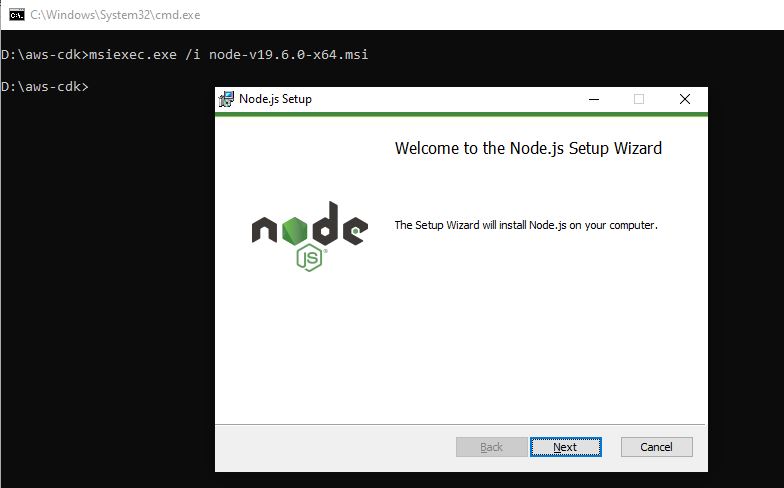 C:\Windows\System32\cmd.exe
D:\aws-cdk>msiexec.exe /i node-v19.6.0-x64.msi
D:\aws-cdk>
Node.js Setup
Welcome to the Node.js Setup Wizard
node
JS
The Setup Wizard will install Node.js on your computer.
Back
Next
Cancel